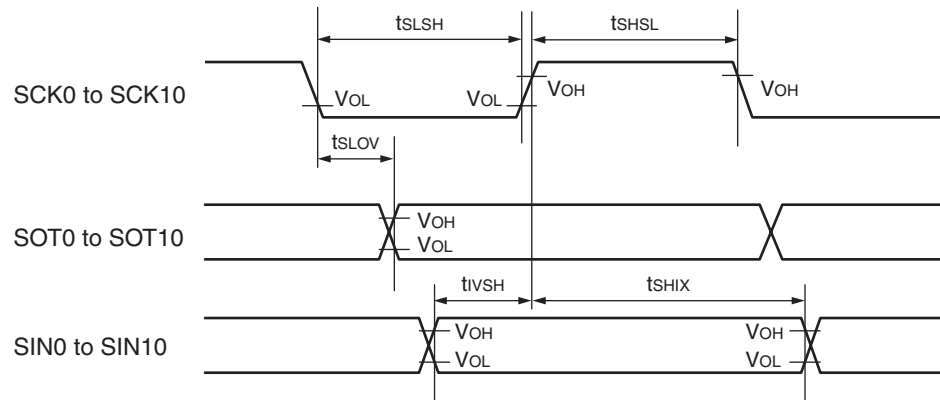 tSLSH
tSHSL
SCK0 to SCK10
VOL
VOL
VOH
VOH
tSLOV
SOT0 to SOT10
VOH
VOL
tIVSH
tSHIX
SIN0 to SIN10
VOH
VOH
VOL
VOL